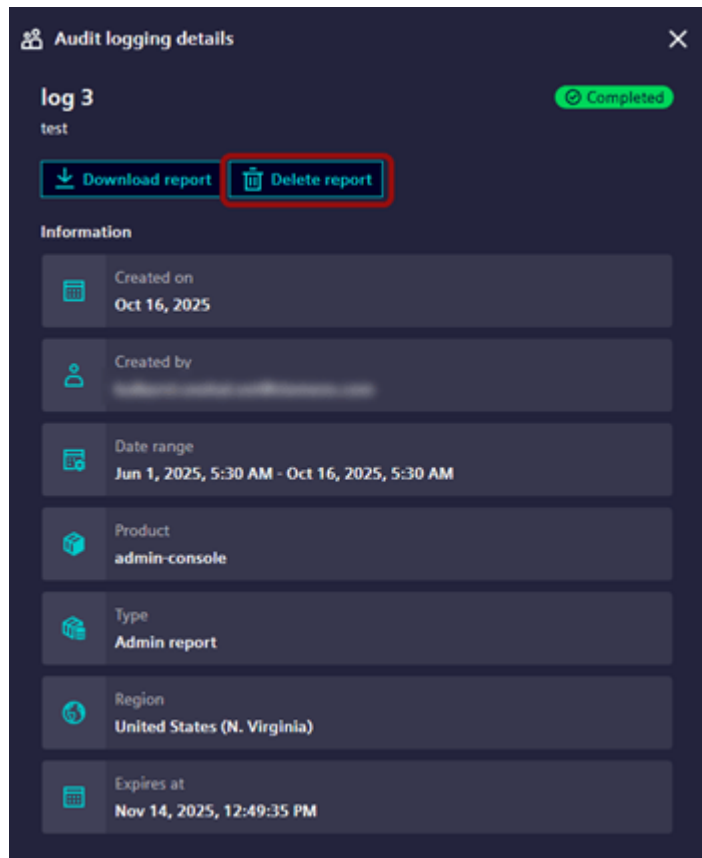 Audit logging details
log 3
Completed
test
Download report
Delete report
Information
Created on
Oct 16, 2025
Created by
Date range
Jun 1, 2025, 5:30 AM - Oct 16, 2025, 5:30 AM
Product
admin-console
Type
Admin report
Region
United States (N. Virginia)
Expires at
Nov 14, 2025, 12:49:35 PM